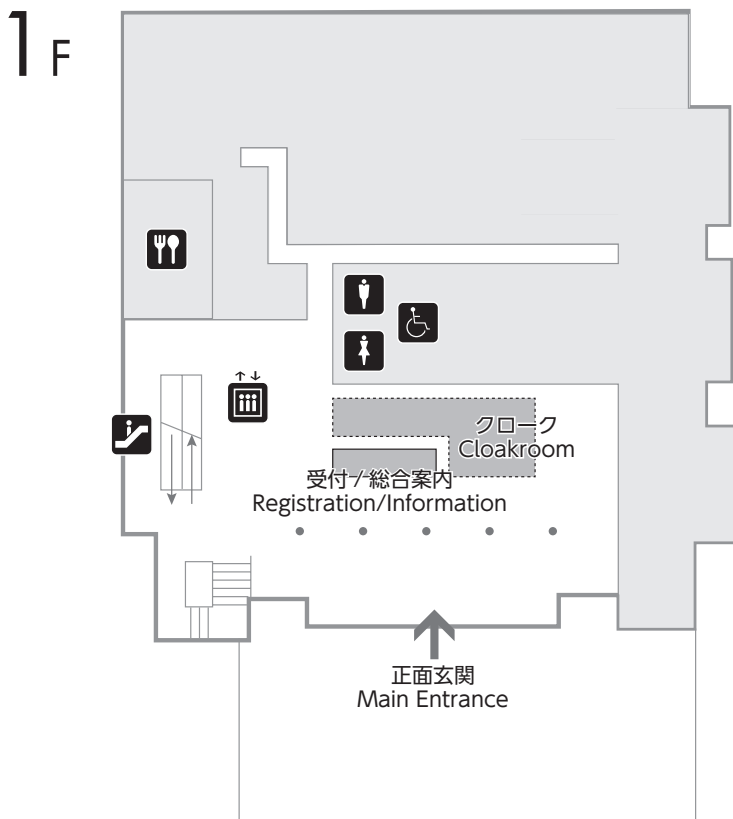 1F
クローク
Cloakroom
受付/総合案内
Registration/Information
正面玄関
Main Entrance